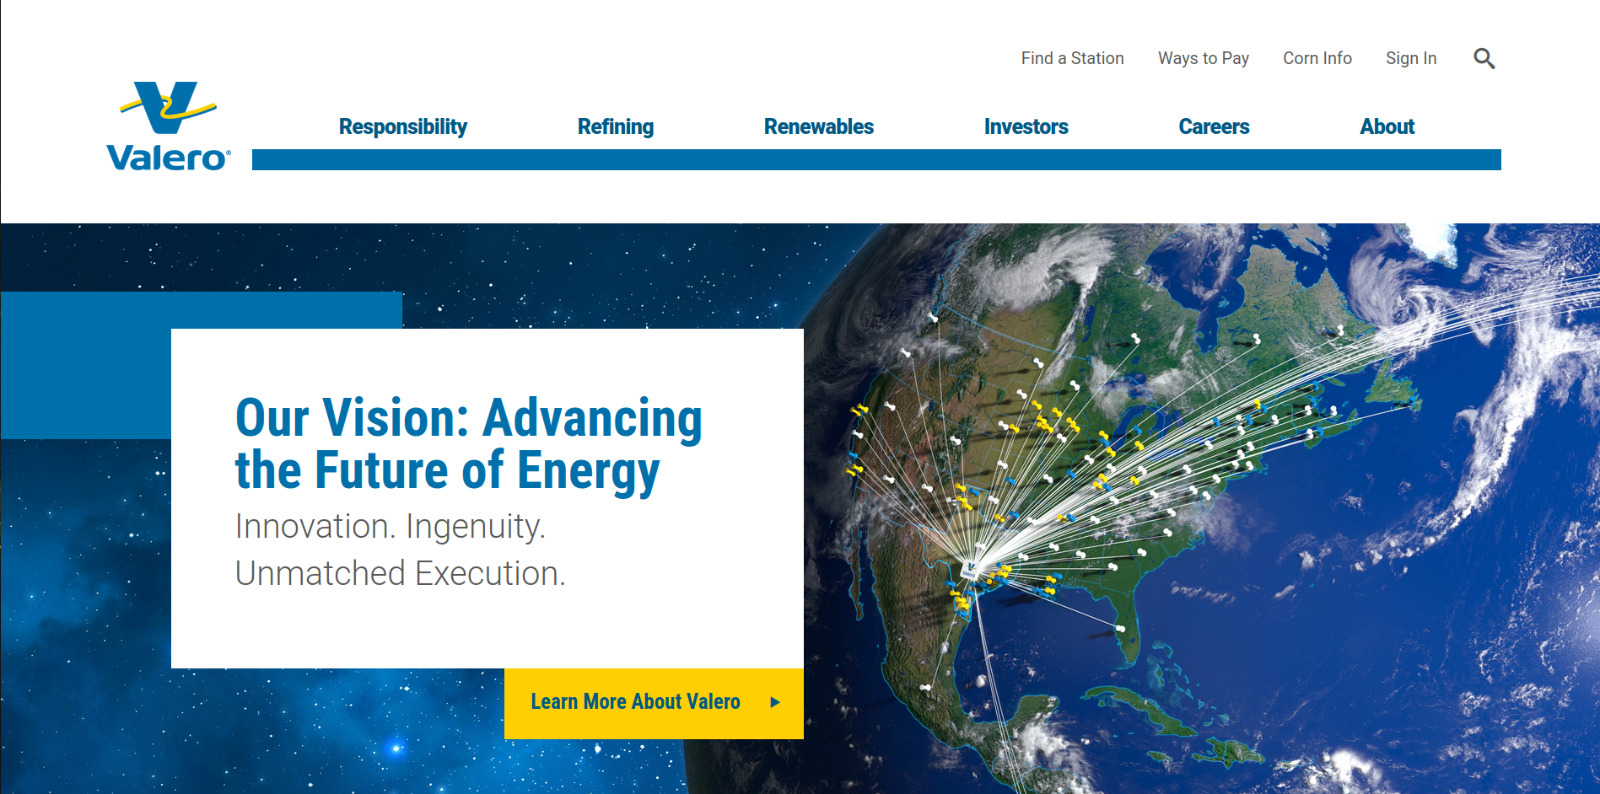 Find a Station
Ways to Pay
Corn Info
Sign In
Valero®
Responsibility
Refining
Renewables
Investors
Careers
About
Our Vision: Advancing
the Future of Energy
Innovation. Ingenuity.
Unmatched Execution.
Learn More About Valero